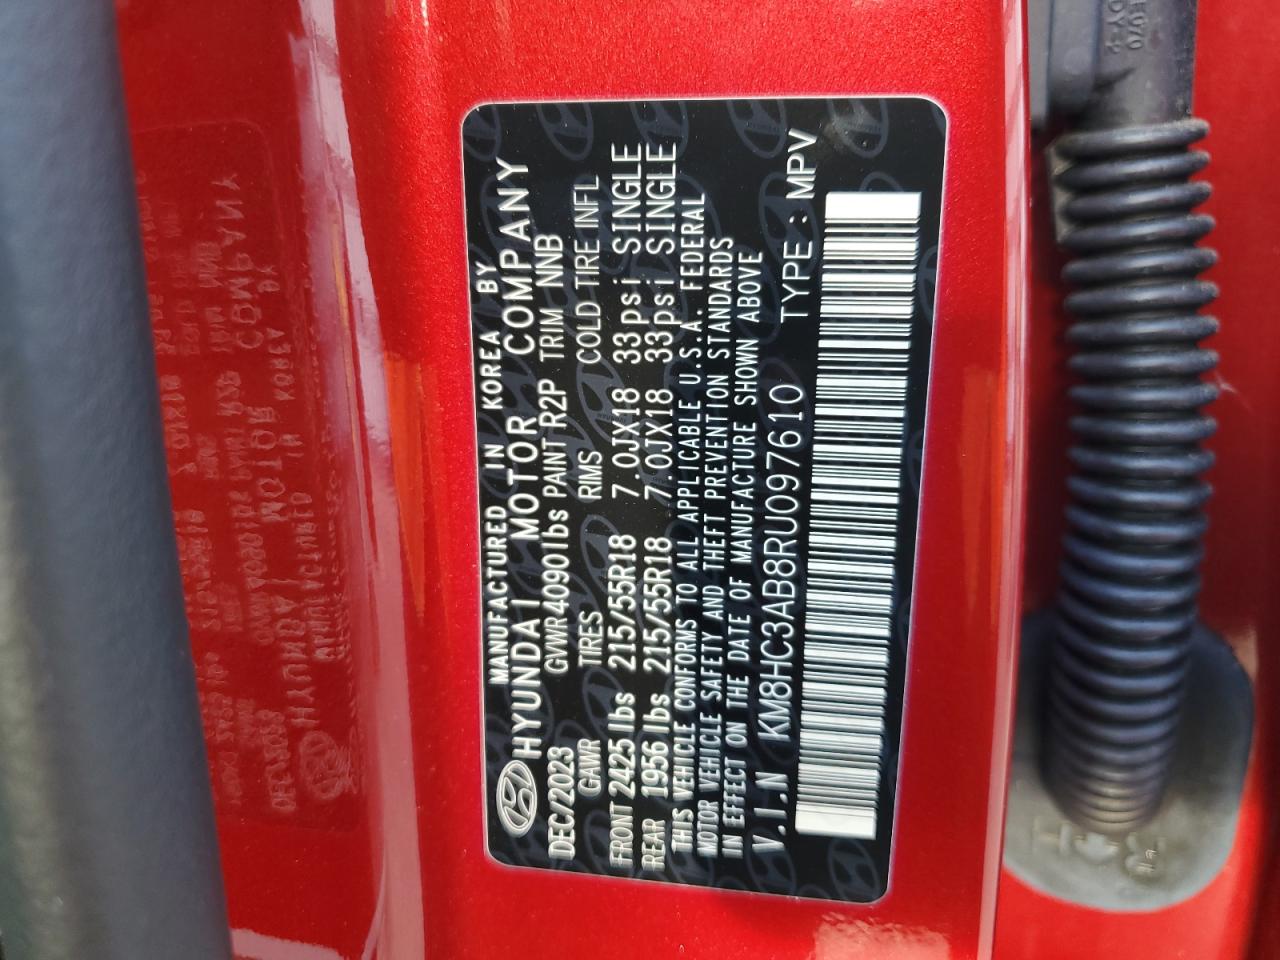 MANUFACTURED IN KOREA BY
HYUNDAI MOTOR COMPANY
DEC/2023 GVWR 4090lbs PAINT R2P TRIM NNB
GAWR TIRES RIMS COLD TIRE INFL
FRONT 2425 lbs 215/55R18 7.0JX18 33psi SINGLE
REAR 1956 lbs 215/55R18 7.0JX18 33psi SINGLE
THIS VEHICLE CONFORMS TO ALL APPLICABLE U.S.A. FEDERAL
MOTOR VEHICLE SAFETY AND THEFT PREVENTION STANDARDS
IN EFFECT ON THE DATE OF MANUFACTURE SHOWN ABOVE
V.I.N KM8HC3AB8RU097610 TYPE : MPV